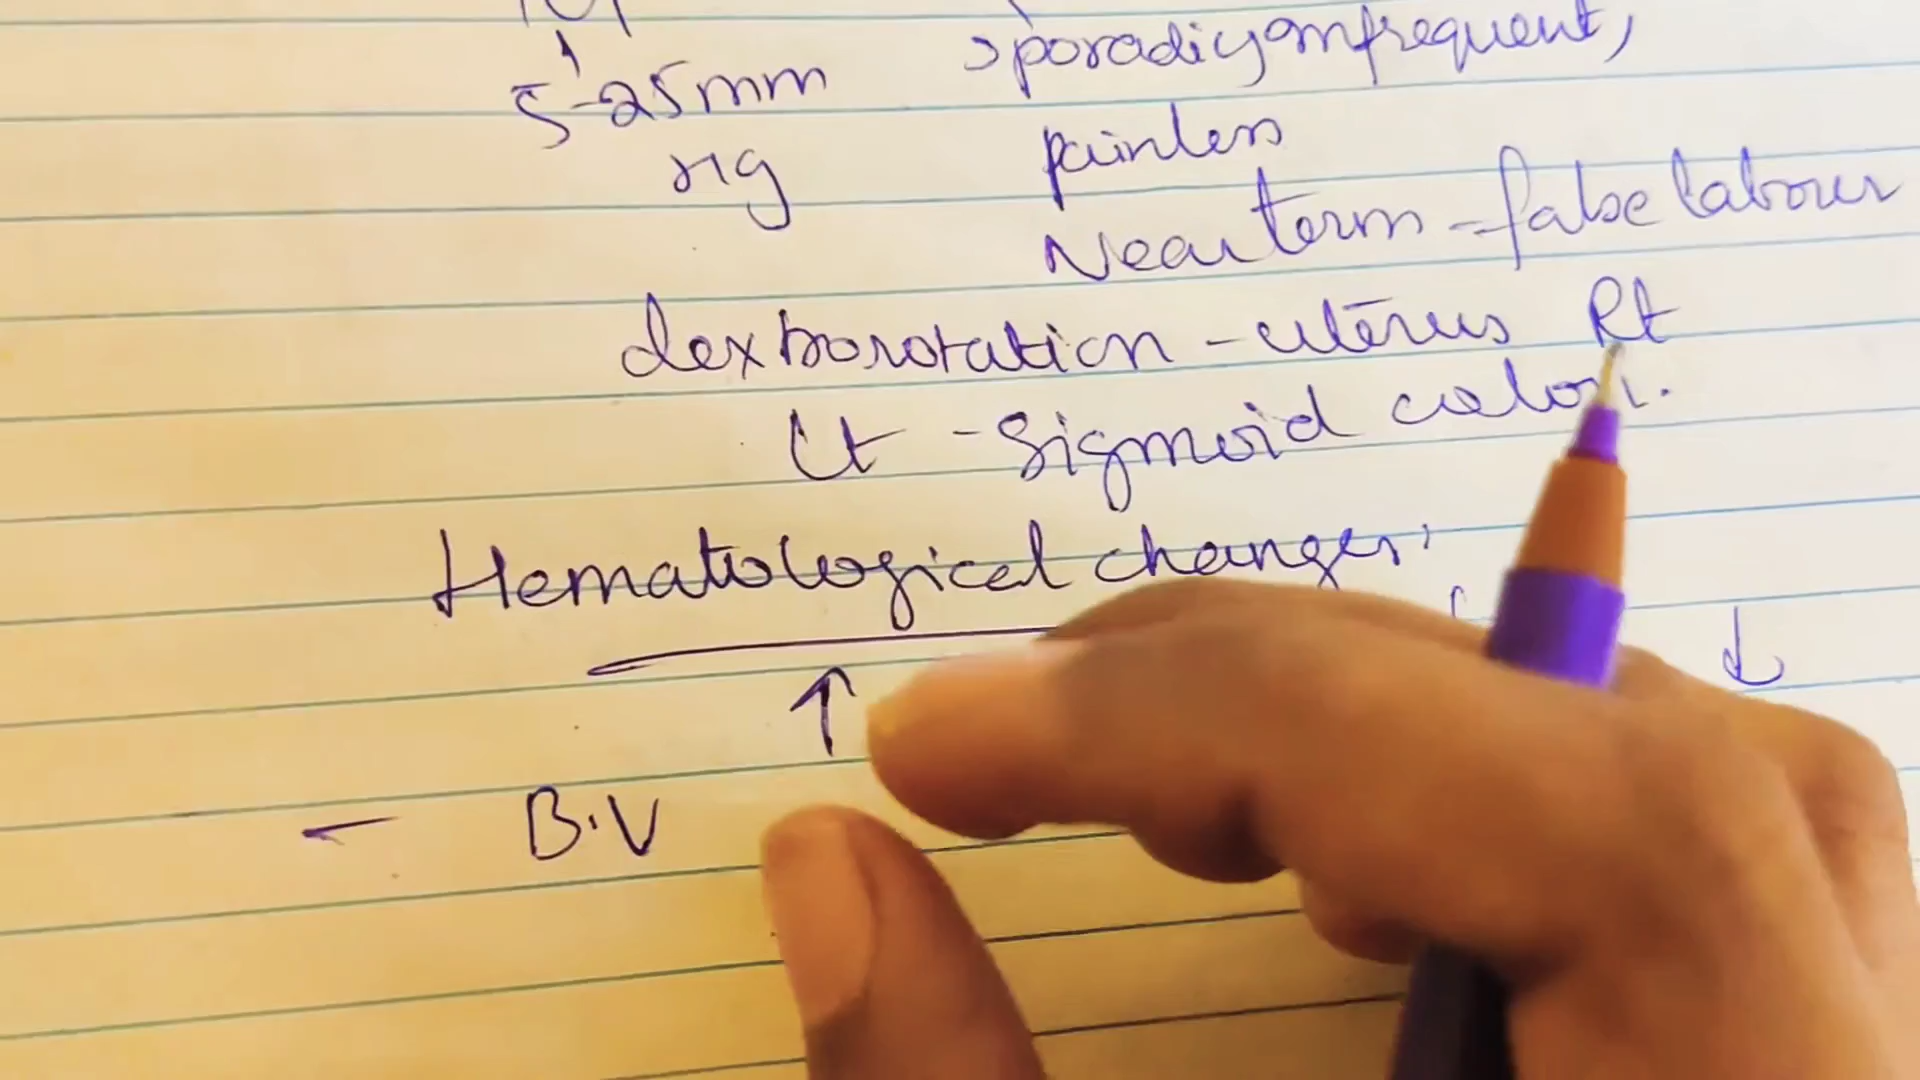 sporadic, infrequent,
5-25mm
Hg
painless
Near term - false labour
dextrorotation - uterus Rt
Lt - Sigmoid colon.
Hematological changes:
↑
↓
- B.V